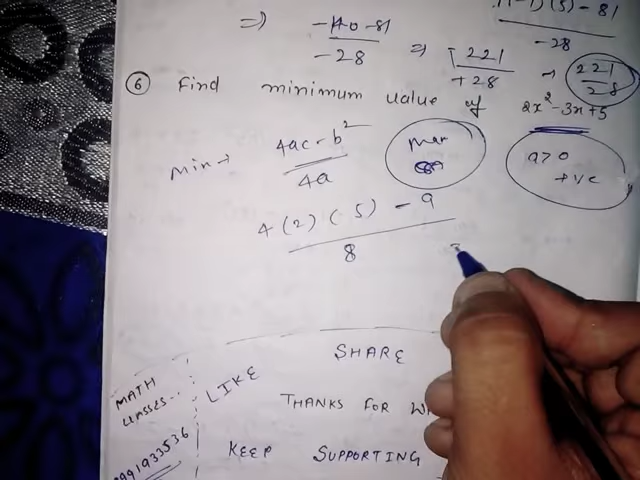 (-1)(5) - 81
-28
⇒ -140-81 / -28 ⇒ -221 / +28 → 221 / 28
⑥ Find minimum value of 2x² - 3x + 5
Min → 4ac - b² / 4a
Max
a > 0
+ve
4(2)(5) - 9 / 8
SHARE
LIKE
MATH
CLASSES..
THANKS FOR
KEEP SUPPORTING